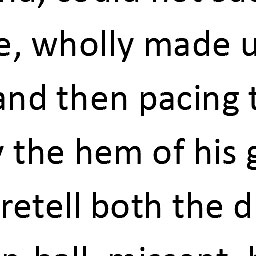 e, wholly made u
and then pacing t
the hem of his g
retell both the d